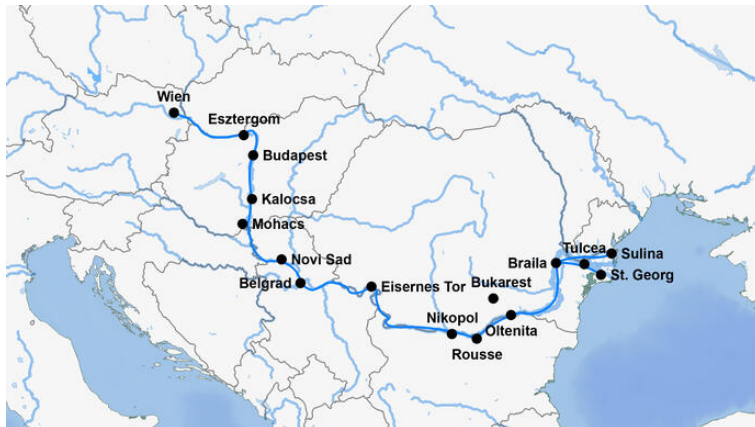 Wien
Esztergom
Budapest
Kalocsa
Mohacs
Novi Sad
Belgrad
Eisernes Tor
Tulcea
Sulina
Braila
St. Georg
Bukarest
Nikopol
Oltenita
Rousse